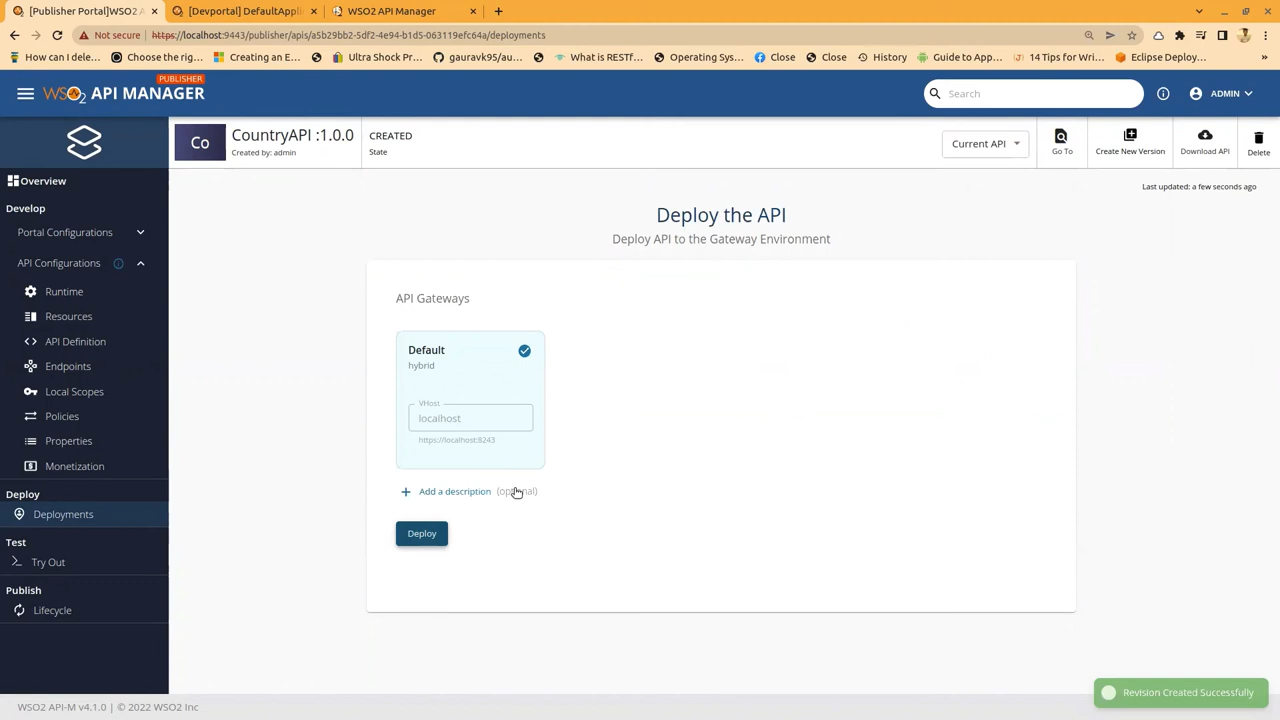 [Publisher Portal]WSO2 A
[Devportal] DefaultAppli
WSO2 API Manager
Not secure
https://localhost:9443/publisher/apis/a5b29bb2-5df2-4e94-b1d5-063119efc64a/deployments
How can I dele...
Choose the rig...
Creating an E...
Ultra Shock Pr...
gauravk95/au...
What is RESTf...
Operating Sys...
Close
Close
History
Guide to App...
14 Tips for Wri...
Eclipse Deploy...
»
PUBLISHER
WSO2 API MANAGER
Search
ADMIN
Co
CountryAPI :1.0.0
Created by: admin
CREATED
State
Current API
Go To
Create New Version
Download API
Delete
Overview
Develop
Portal Configurations
API Configurations
Runtime
Resources
API Definition
Endpoints
Local Scopes
Policies
Properties
Monetization
Deploy
Deployments
Test
Try Out
Publish
Lifecycle
Last updated: a few seconds ago
Deploy the API
Deploy API to the Gateway Environment
API Gateways
Default
hybrid
VHost
localhost
https://localhost:8243
+ Add a description (optional)
Deploy
Revision Created Successfully
WSO2 API-M v4.1.0 | © 2022 WSO2 Inc